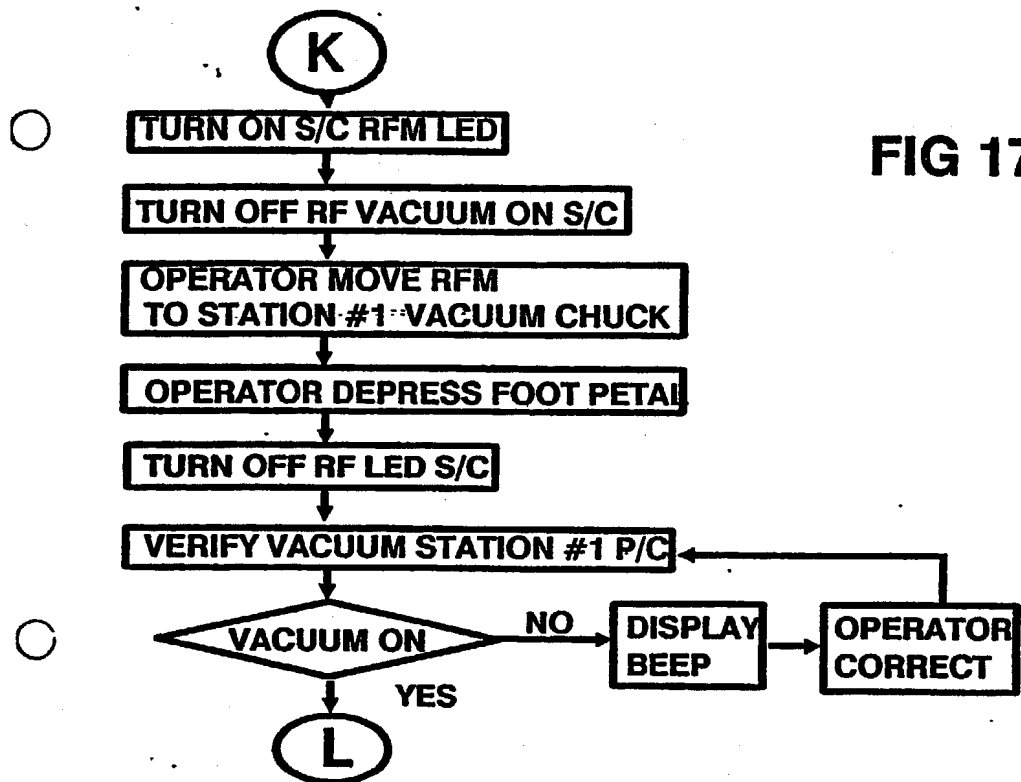 K
TURN ON S/C RFM LED
FIG 17
TURN OFF RF VACUUM ON S/C
OPERATOR MOVE RFM
TO STATION #1 VACUUM CHUCK
OPERATOR DEPRESS FOOT PETAL
TURN OFF RF LED S/C
VERIFY VACUUM STATION #1 P/C
VACUUM ON
NO
DISPLAY
BEEP
OPERATOR
CORRECT
YES
L